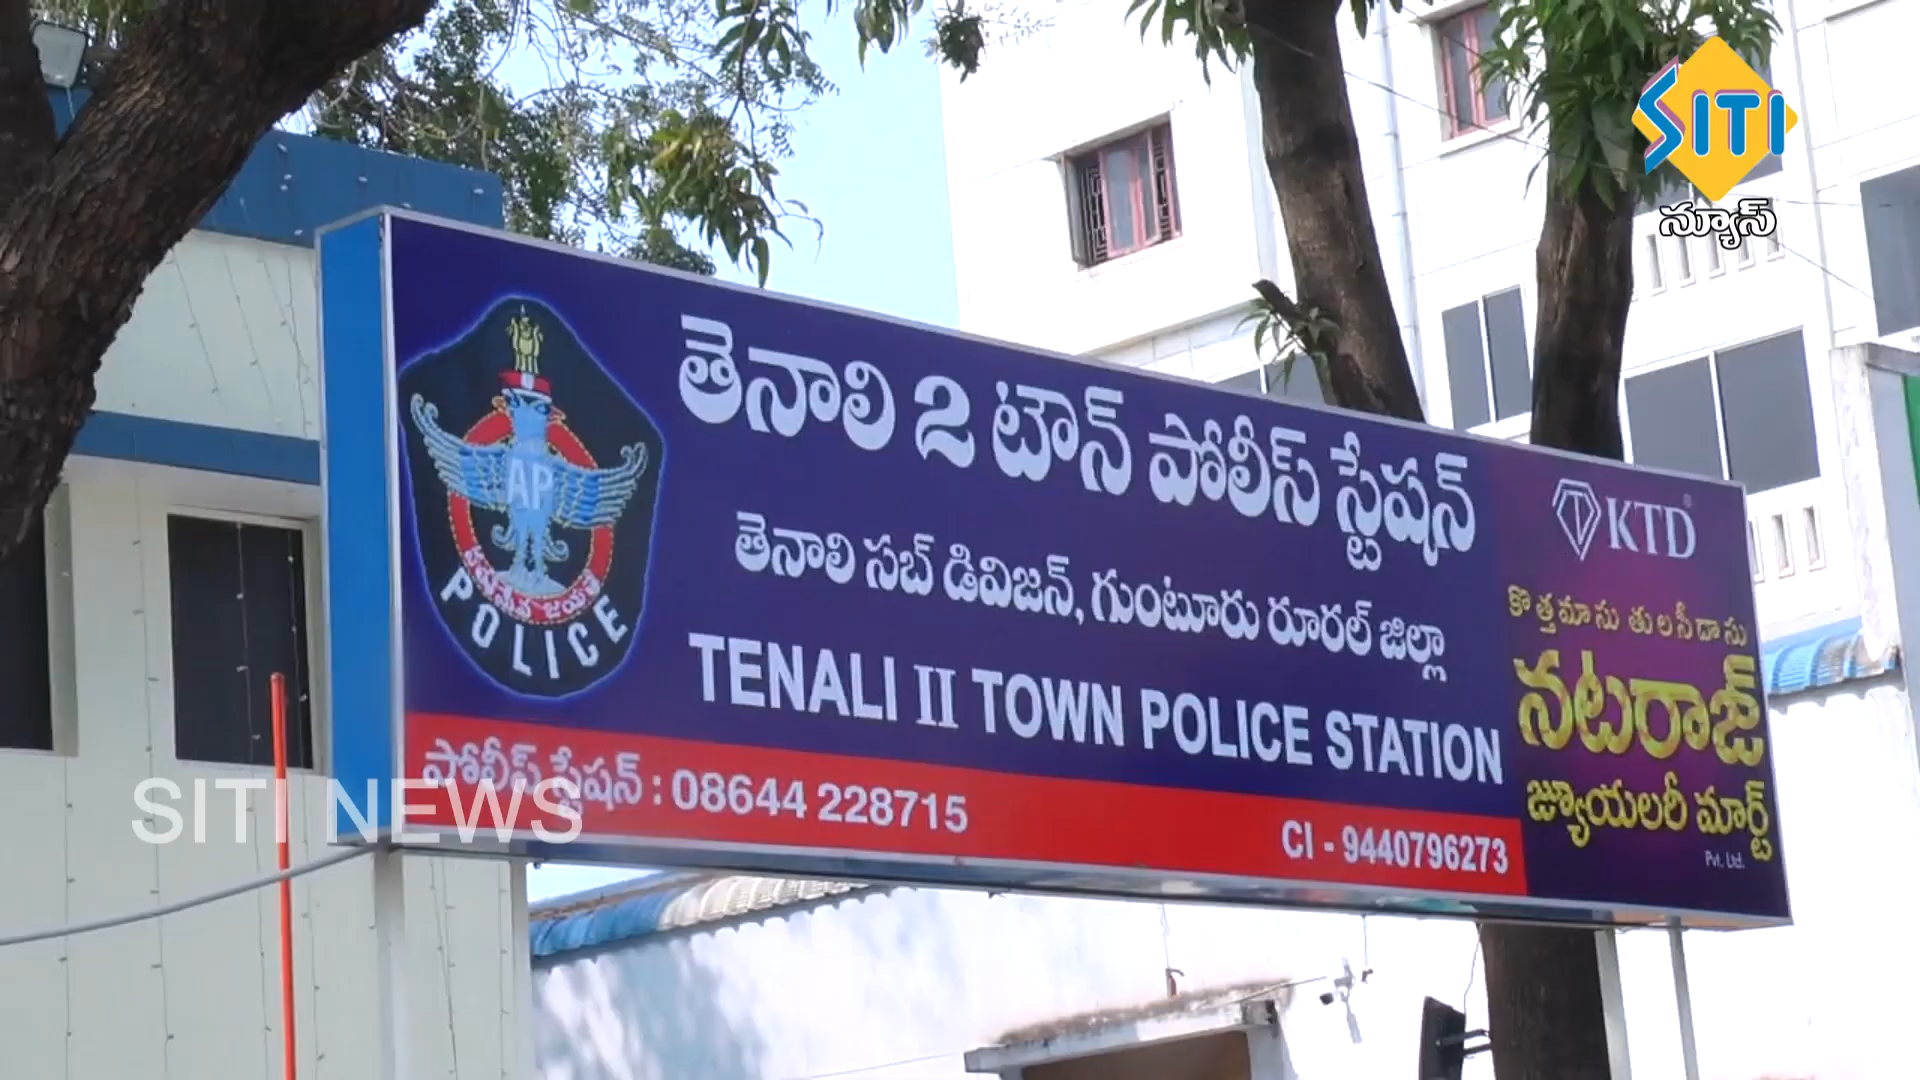 SITI
న్యూస్
తెనాలి 2 టౌన్ పోలీస్ స్టేషన్
తెనాలి సబ్ డివిజన్, గుంటూరు రూరల్ జిల్లా
TENALI II TOWN POLICE STATION
పోలీస్ స్టేషన్ : 08644 228715
CI - 9440796273
AP
POLICE
KTD
కొత్తమాసు తులసీదాసు
నటరాజ్
జ్యూయలరీ మార్ట్
Pvt. Ltd.
SITI NEWS